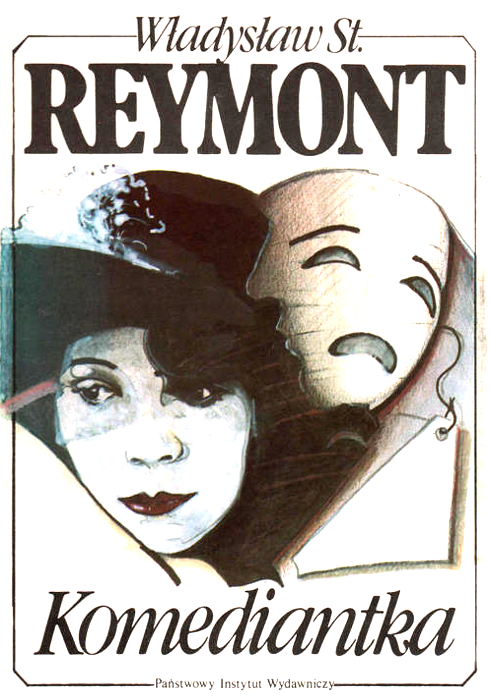 Władysław St.
REYMONT
Komediantka
Państwowy Instytut Wydawniczy